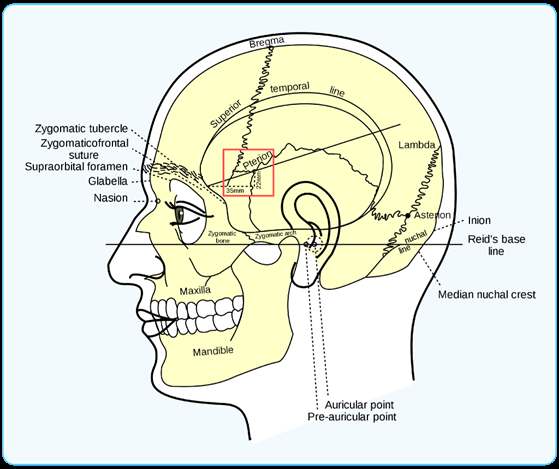 Bregma
Superior temporal line
Zygomatic tubercle
Zygomaticofrontal
suture
Supraorbital foramen
Glabella
Nasion
Pterion
35mm
22mm
Lambda
Asterion
Inion
Reid's base
line
nuchal
line
Zygomatic
bone
Zygomatic arch
Median nuchal crest
Maxilla
Mandible
Auricular point
Pre-auricular point